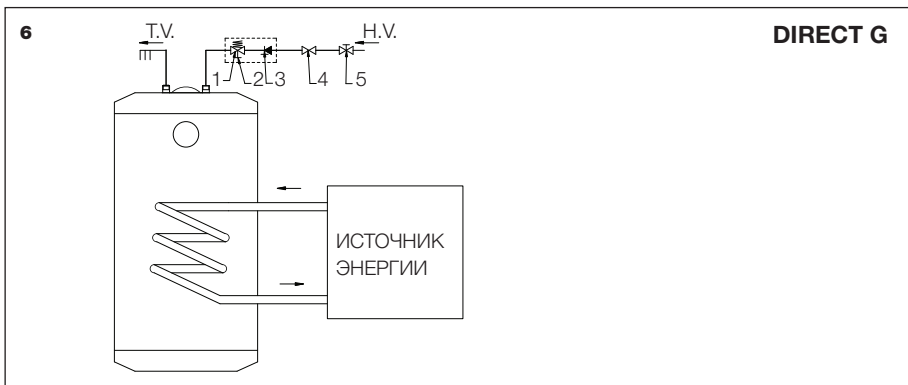 6
DIRECT G
T.V.
H.V.
1 2 3 4 5
ИСТОЧНИК
ЭНЕРГИИ